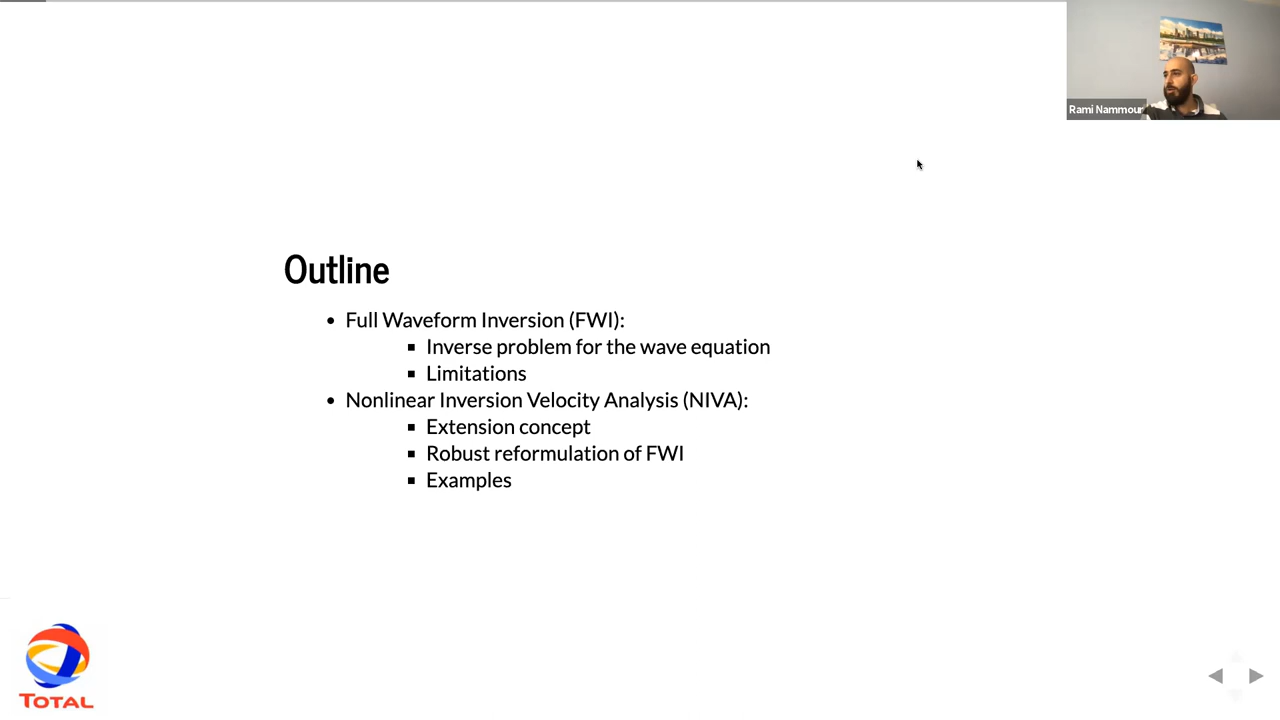 Rami Nammour
Outline
• Full Waveform Inversion (FWI):
▪ Inverse problem for the wave equation
▪ Limitations
• Nonlinear Inversion Velocity Analysis (NIVA):
▪ Extension concept
▪ Robust reformulation of FWI
▪ Examples
TOTAL